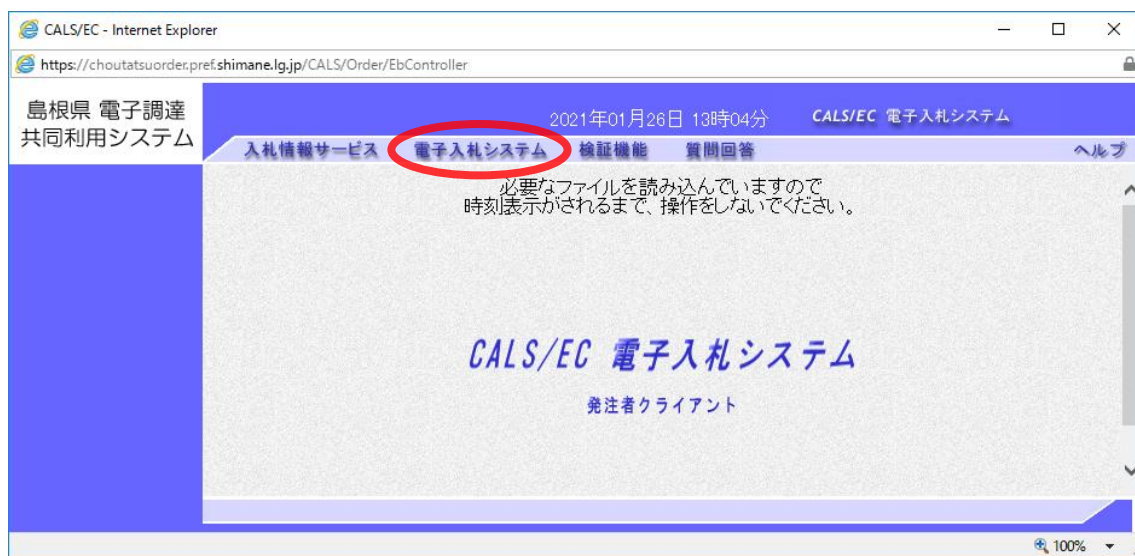 CALS/EC - Internet Explorer
https://choutatsuorder.pref.shimane.lg.jp/CALS/Order/EbController
島根県 電子調達
共同利用システム
2021年01月26日 13時04分
CALS/EC 電子入札システム
入札情報サービス 電子入札システム 検証機能 質問回答 ヘルプ
必要なファイルを読み込んでいますので
時刻表示がされるまで、操作をしないでください。
CALS/EC 電子入札システム
発注者クライアント
100%